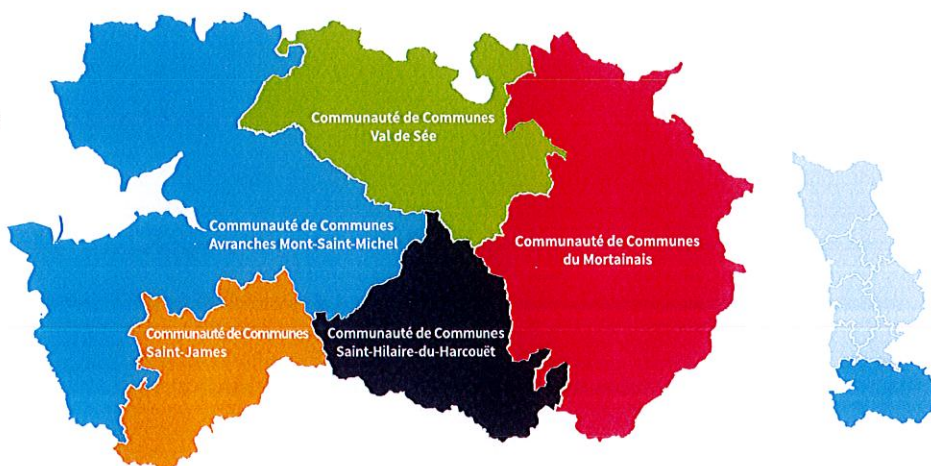 Communauté de Communes
Val de Sée
Communauté de Communes
Avranches Mont-Saint-Michel
Communauté de Communes
du Mortainais
Communauté de Communes
Saint-James
Communauté de Communes
Saint-Hilaire-du-Harcouët